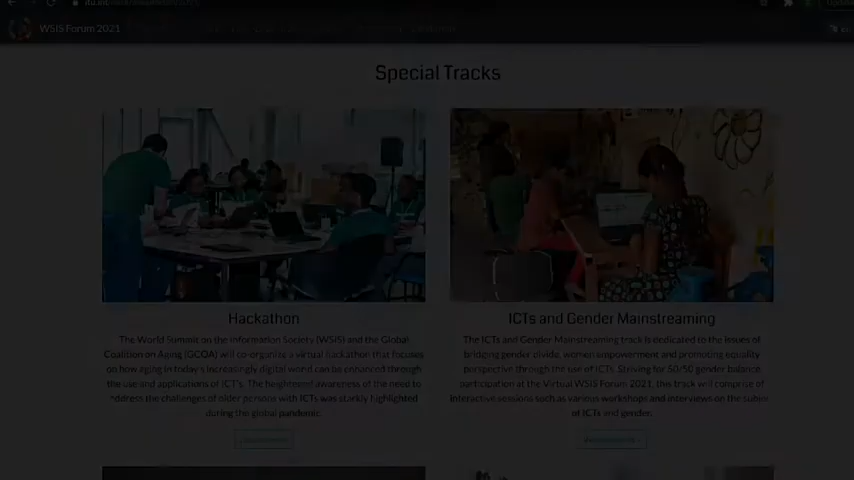 WSIS Forum 2021
Special Tracks
Hackathon
The World Summit on the Information Society (WSIS) and the Global
Coalition on Aging (GCOA) will co-organize a virtual hackathon that focuses
on how aging in today's increasingly digital world can be enhanced through
the use and applications of ICT's. The heightened awareness of the need to
address the challenges of older persons with ICTs was starkly highlighted
during the global pandemic.
ICTs and Gender Mainstreaming
The ICTs and Gender Mainstreaming track is dedicated to the issues of
bridging gender divide, women empowerment and promoting equality
perspective through the use of ICTs. Striving for 50/50 gender balance
participation at the Virtual WSIS Forum 2021, this track will comprise of
interactive sessions such as various workshops and interviews on the subject
of ICTs and gender.